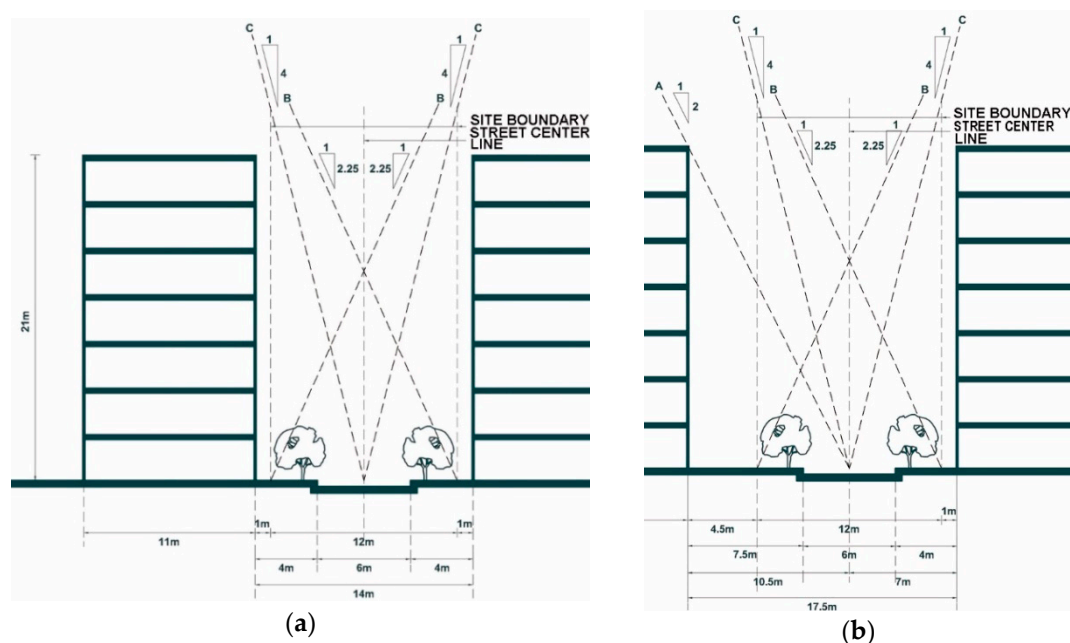 C
C
1
1
4
4
B
B
SITE BOUNDARY
STREET CENTER
LINE
1
1
2.25
2.25
21m
1m
1m
11m
12m
4m
6m
4m
14m
(a)
C
C
1
1
4
4
A
1
2
B
B
SITE BOUNDARY
STREET CENTER
LINE
1
1
2.25
2.25
1m
4.5m
12m
7.5m
6m
4m
10.5m
7m
17.5m
(b)